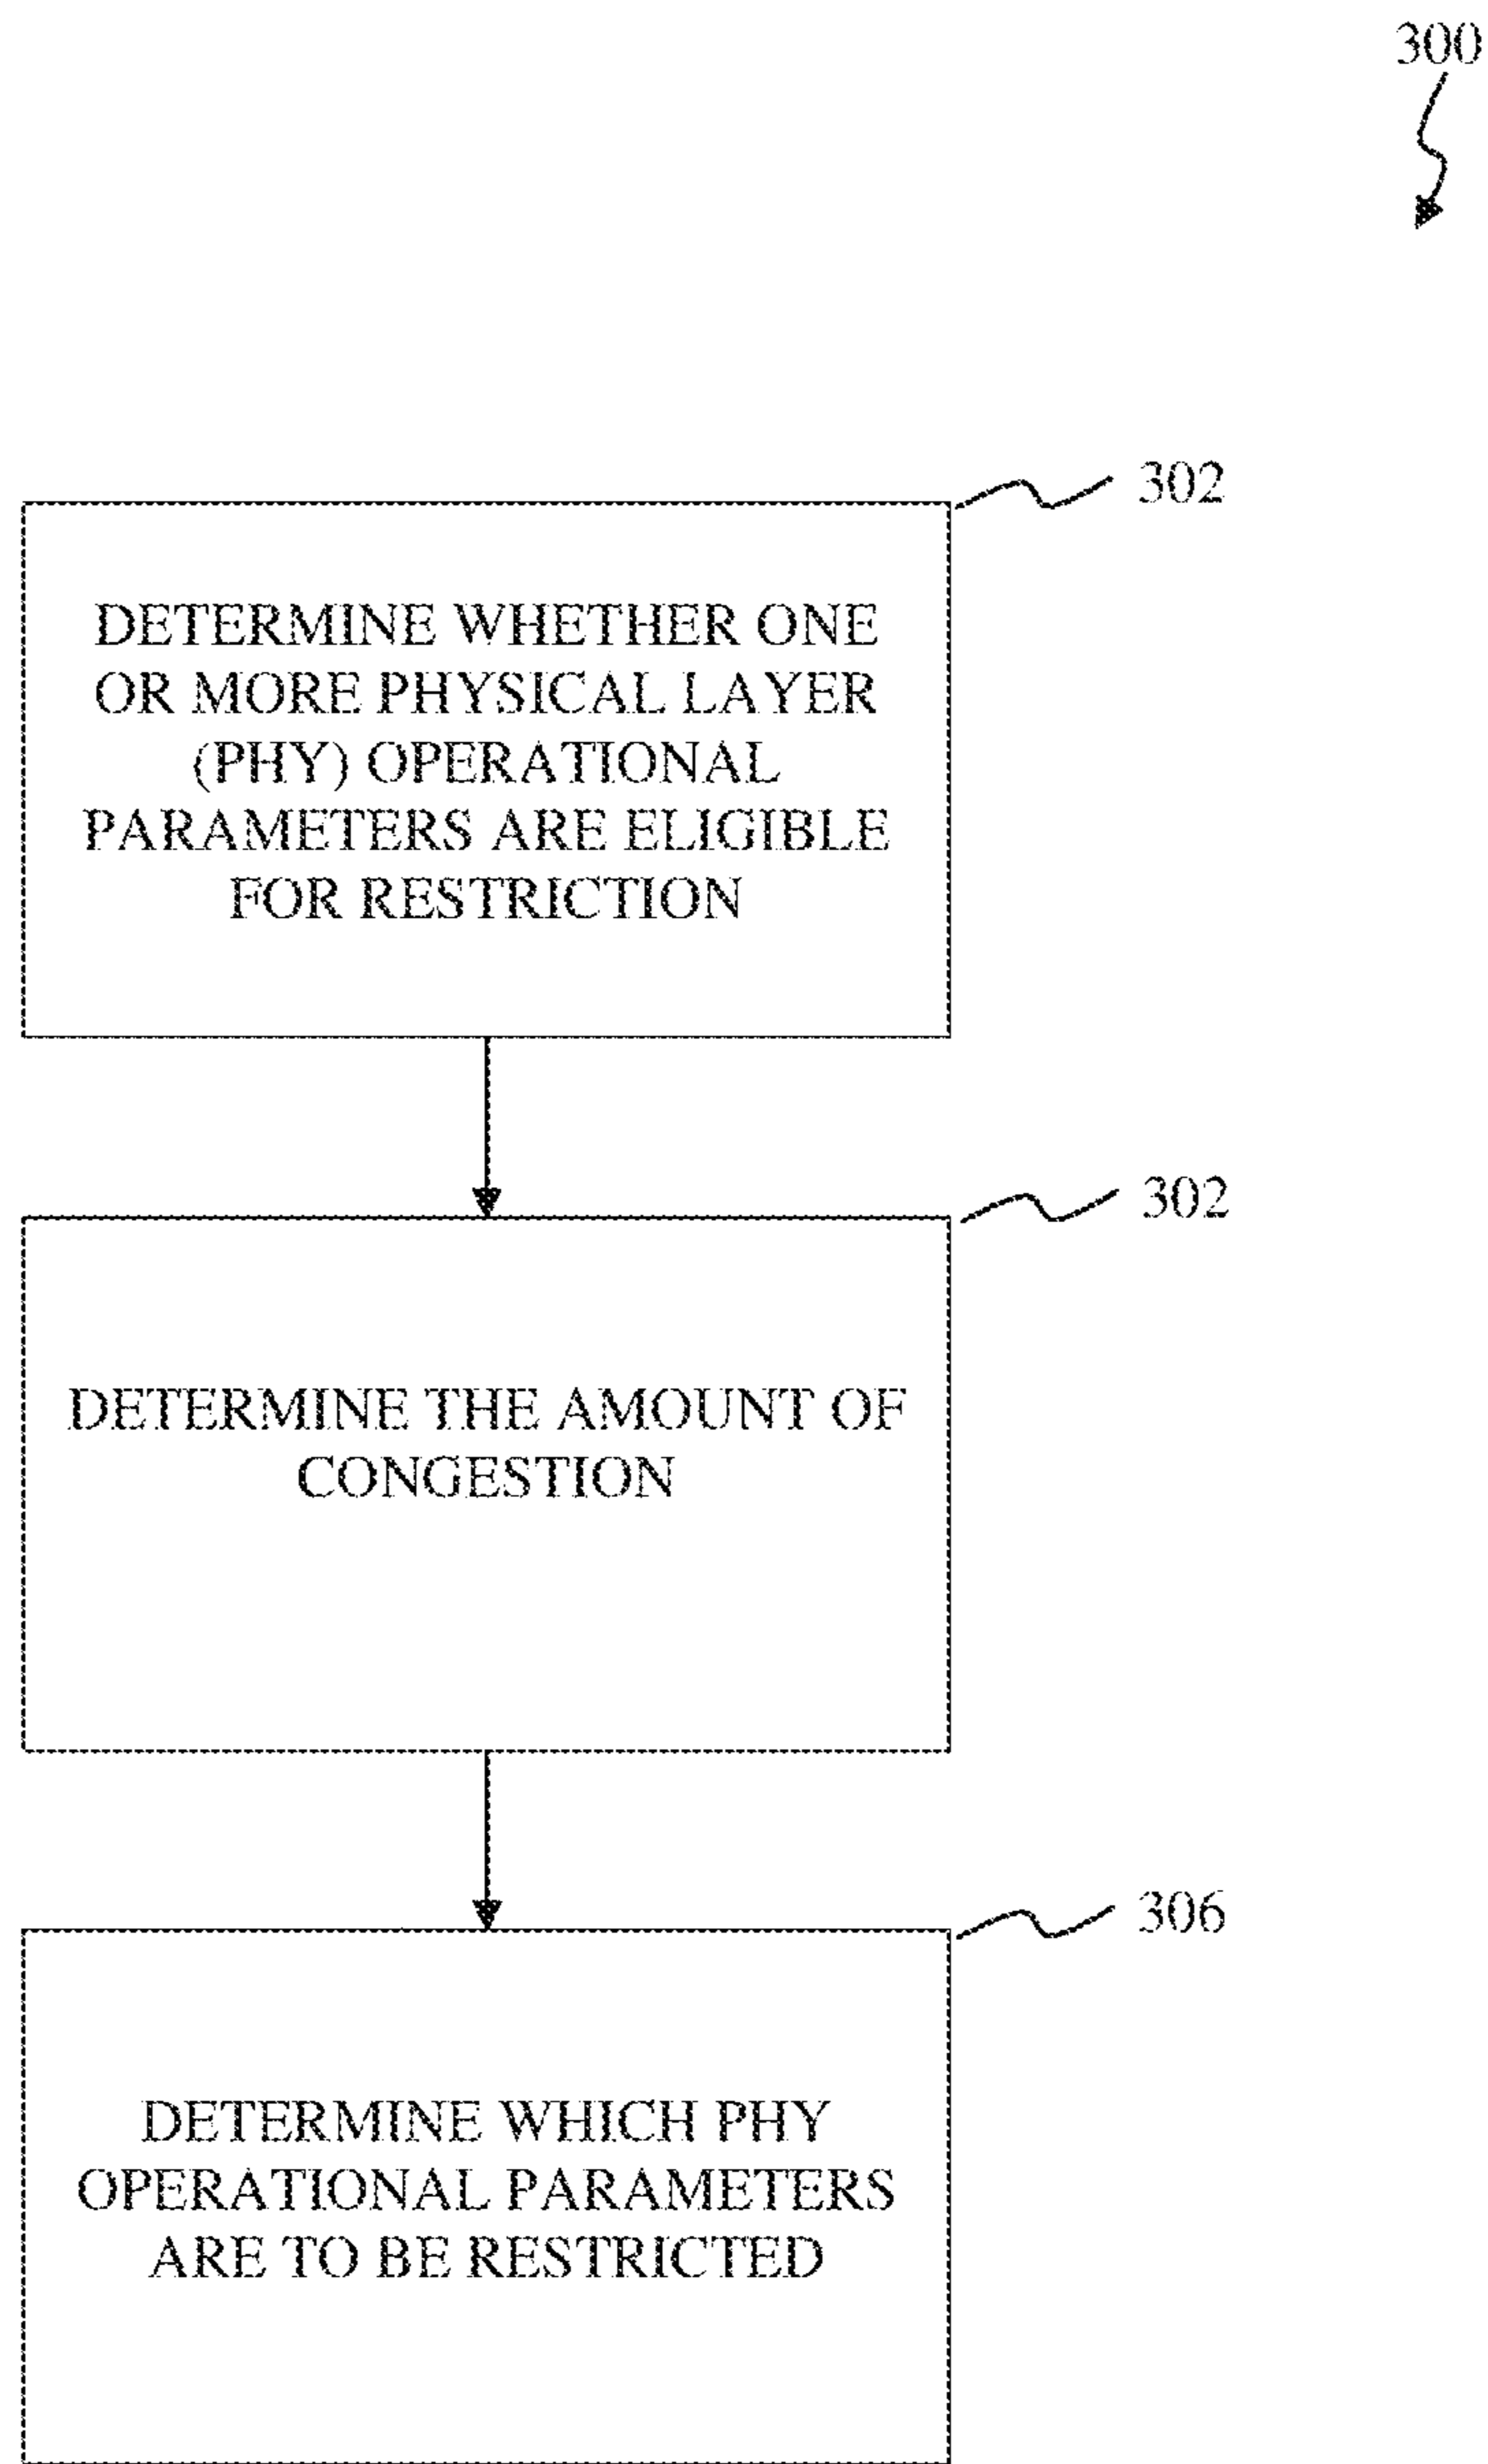 300
302
DETERMINE WHETHER ONE
OR MORE PHYSICAL LAYER
(PHY) OPERATIONAL
PARAMETERS ARE ELIGIBLE
FOR RESTRICTION
302
DETERMINE THE AMOUNT OF
CONGESTION
306
DETERMINE WHICH PHY
OPERATIONAL PARAMETERS
ARE TO BE RESTRICTED